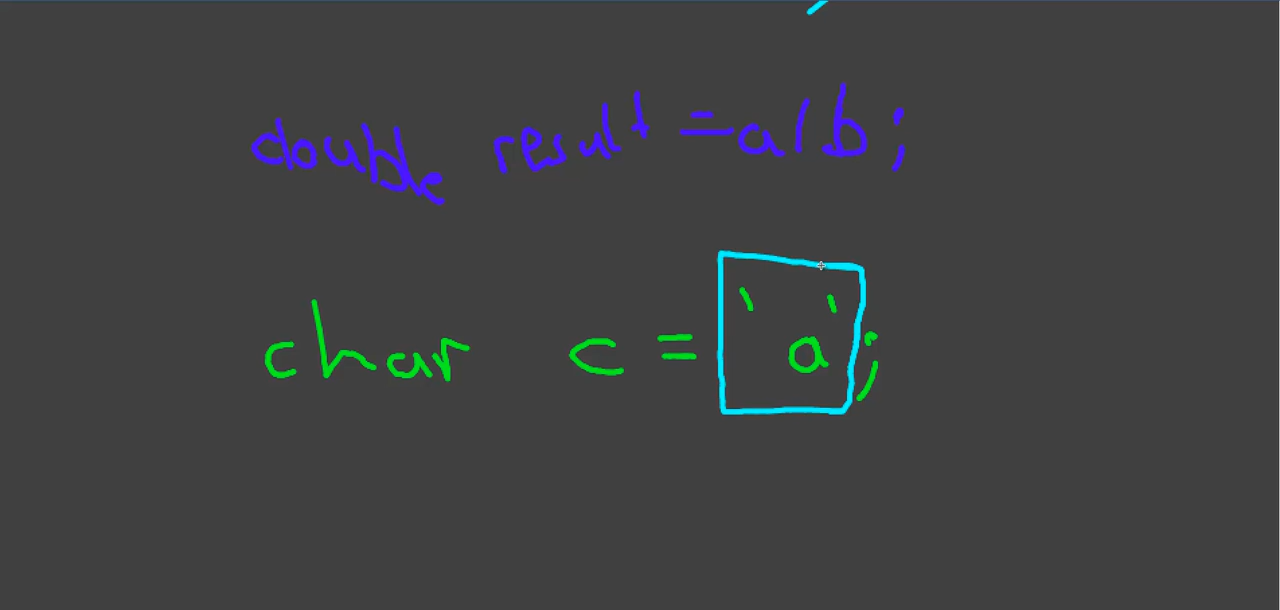 double result =a/b;
char c = 'a';